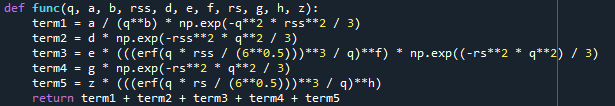 def func(q, a, b, rss, d, e, f, rs, g, h, z):
    term1 = a / (q**b) * np.exp(-q**2 * rss**2 / 3)
    term2 = d * np.exp(-rss**2 * q**2 / 3)
    term3 = e * (((erf(q * rss / (6**0.5)))**3 / q)**f) * np.exp((-rs**2 * q**2) / 3)
    term4 = g * np.exp(-rs**2 * q**2 / 3)
    term5 = z * (((erf(q * rs / (6**0.5)))**3 / q)**h)
    return term1 + term2 + term3 + term4 + term5